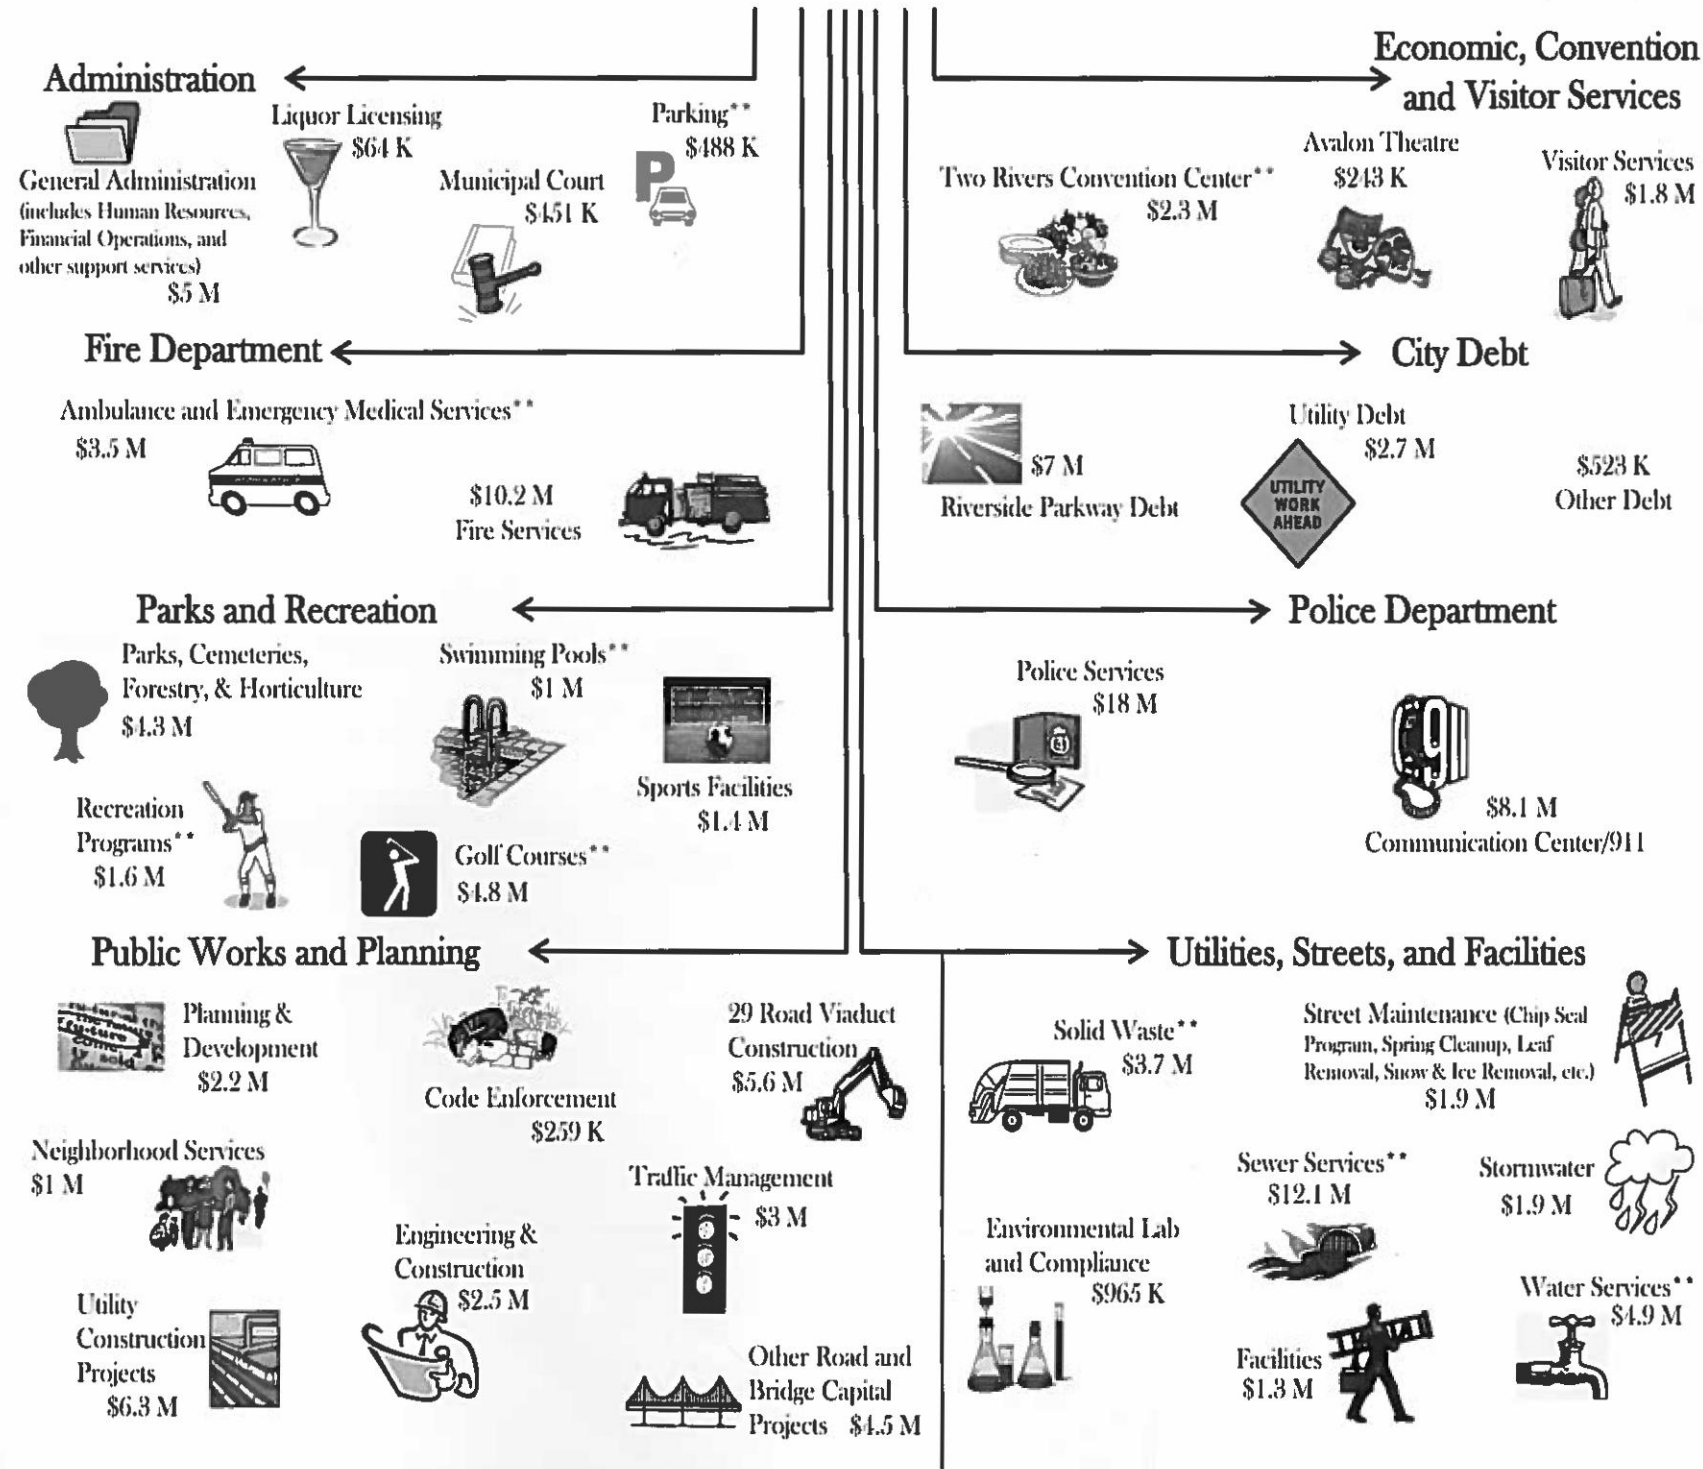 Administration
Liquor Licensing
$64 K
Parking**
$488 K
General Administration
(includes Human Resources,
Financial Operations, and
other support services)
$5 M
Municipal Court
$451 K
Economic, Convention
and Visitor Services
Two Rivers Convention Center**
$2.3 M
Avalon Theatre
$243 K
Visitor Services
$1.8 M
Fire Department
Ambulance and Emergency Medical Services**
$3.5 M
$10.2 M
Fire Services
City Debt
$7 M
Riverside Parkway Debt
Utility Debt
$2.7 M
UTILITY
WORK
AHEAD
$523 K
Other Debt
Parks and Recreation
Parks, Cemeteries,
Forestry, & Horticulture
$4.3 M
Swimming Pools**
$1 M
Sports Facilities
$1.4 M
Recreation
Programs**
$1.6 M
Golf Courses**
$4.8 M
Police Department
Police Services
$18 M
$8.1 M
Communication Center/911
Public Works and Planning
Planning &
Development
$2.2 M
Code Enforcement
$259 K
29 Road Viaduct
Construction
$5.6 M
Neighborhood Services
$1 M
Traffic Management
$3 M
Engineering &
Construction
$2.5 M
Utility
Construction
Projects
$6.3 M
Other Road and
Bridge Capital
Projects $4.5 M
Utilities, Streets, and Facilities
Solid Waste**
$3.7 M
Street Maintenance (Chip Seal
Program, Spring Cleanup, Leaf
Removal, Snow & Ice Removal, etc.)
$1.9 M
Sewer Services**
$12.1 M
Stormwater
$1.9 M
Environmental Lab
and Compliance
$965 K
Facilities
$1.3 M
Water Services**
$4.9 M